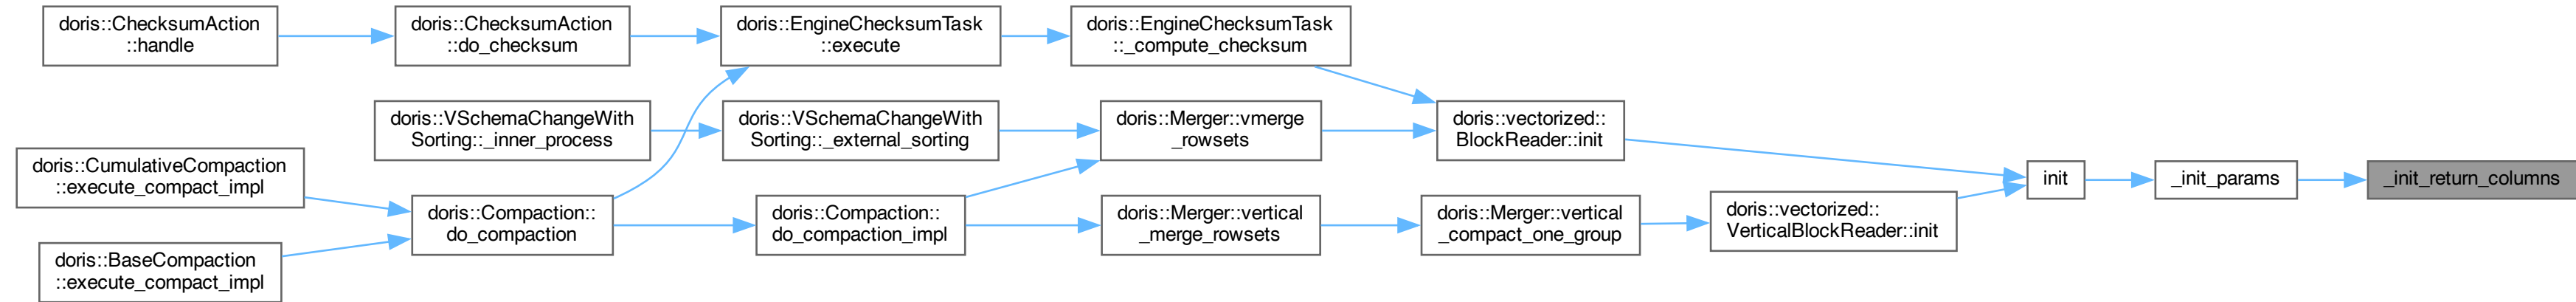 doris::ChecksumAction
::handle
doris::ChecksumAction
::do_checksum
doris::EngineChecksumTask
::execute
doris::EngineChecksumTask
::_compute_checksum
doris::VSchemaChangeWith
Sorting::_inner_process
doris::VSchemaChangeWith
Sorting::_external_sorting
doris::Merger::vmerge
_rowsets
doris::vectorized::
BlockReader::init
doris::CumulativeCompaction
::execute_compact_impl
init
_init_params
_init_return_columns
doris::Compaction::
do_compaction
doris::Compaction::
do_compaction_impl
doris::Merger::vertical
_merge_rowsets
doris::Merger::vertical
_compact_one_group
doris::vectorized::
VerticalBlockReader::init
doris::BaseCompaction
::execute_compact_impl